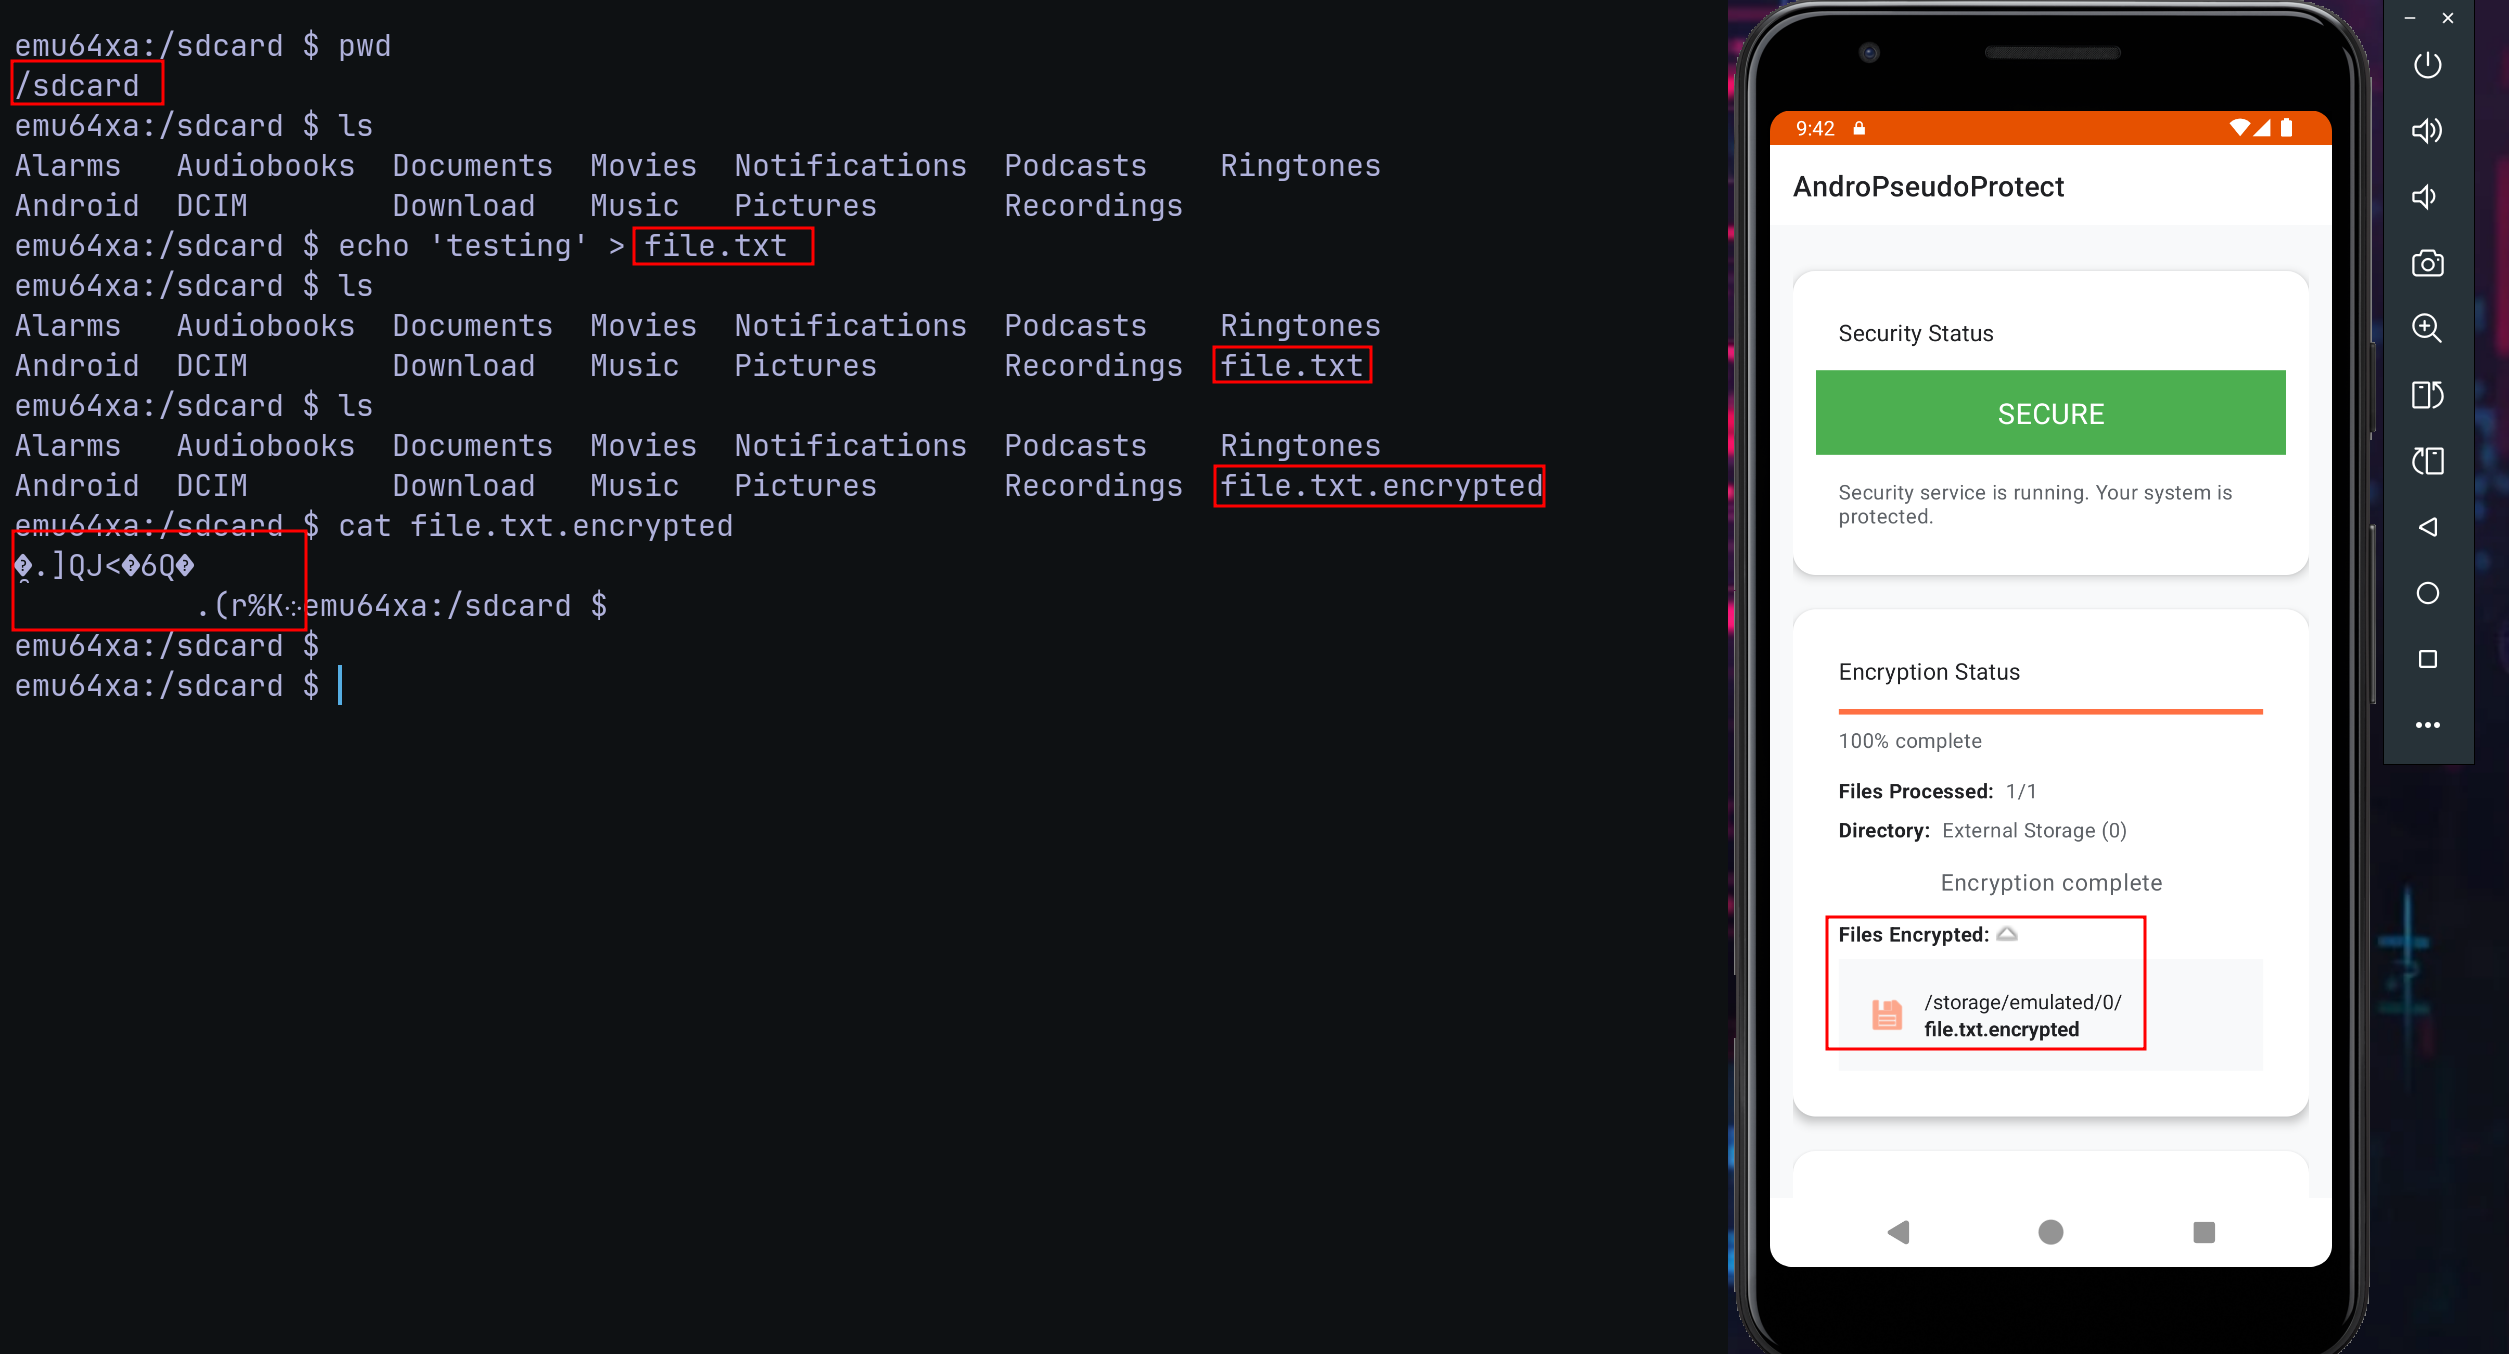 emu64xa:/sdcard $ pwd
/sdcard
emu64xa:/sdcard $ ls
Alarms Audiobooks Documents Movies Notifications Podcasts Ringtones
Android DCIM Download Music Pictures Recordings
emu64xa:/sdcard $ echo 'testing' > file.txt
emu64xa:/sdcard $ ls
Alarms Audiobooks Documents Movies Notifications Podcasts Ringtones
Android DCIM Download Music Pictures Recordings file.txt
emu64xa:/sdcard $ ls
Alarms Audiobooks Documents Movies Notifications Podcasts Ringtones
Android DCIM Download Music Pictures Recordings file.txt.encrypted
emu64xa:/sdcard $ cat file.txt.encrypted
�.]QJ<�6Q�
.(r%K emu64xa:/sdcard $
emu64xa:/sdcard $
emu64xa:/sdcard $
9:42
AndroPseudoProtect
Security Status
SECURE
Security service is running. Your system is
protected.
Encryption Status
100% complete
Files Processed: 1/1
Directory: External Storage (0)
Encryption complete
Files Encrypted:
/storage/emulated/0/
file.txt.encrypted